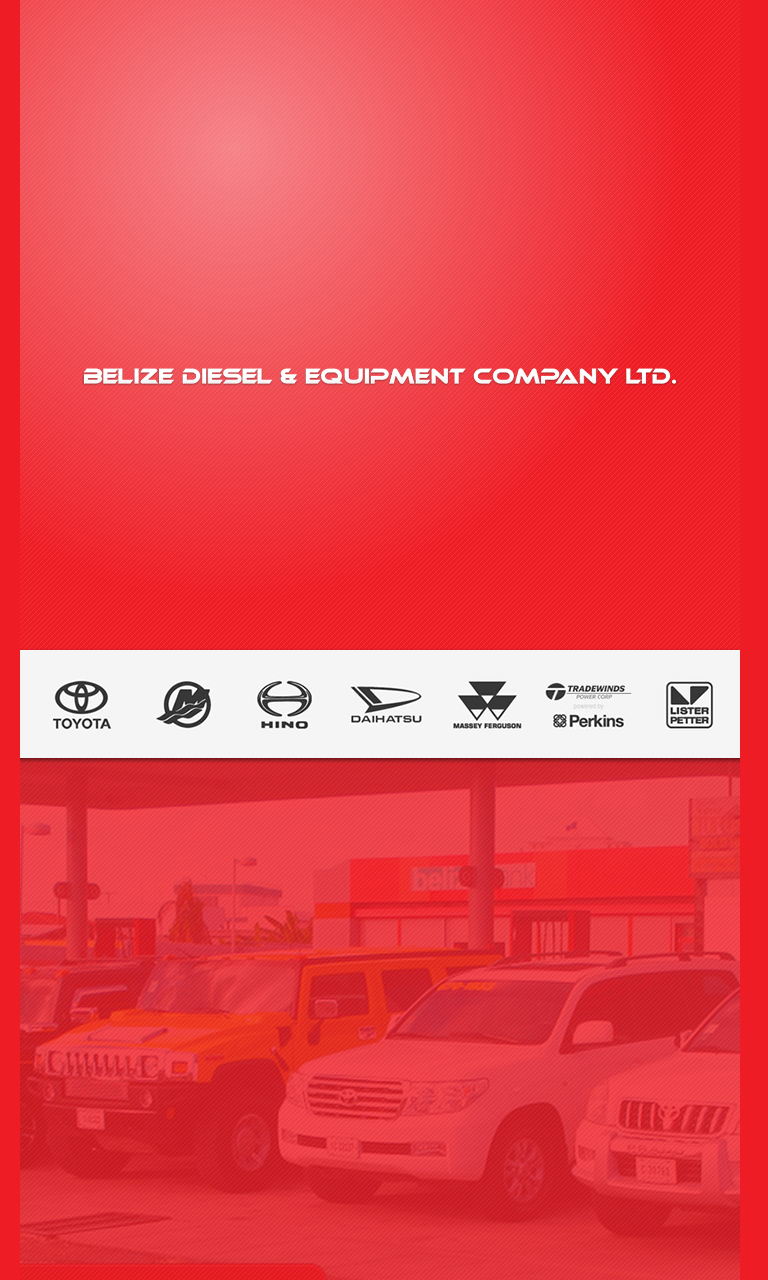 BELIZE DIESEL & EQUIPMENT COMPANY LTD.
TOYOTA
HINO
DAIHATSU
MASSEY FERGUSON
TRADEWINDS
POWER CORP
powered by
Perkins
LISTER
PETTER